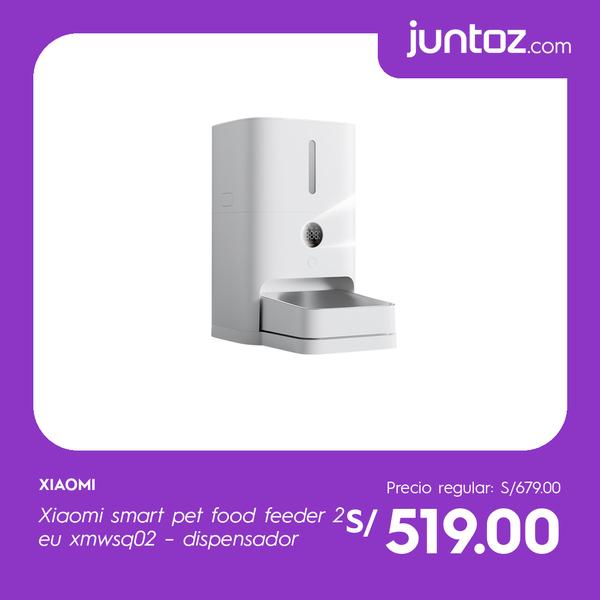 juntoz.com
XIAOMI
Xiaomi smart pet food feeder 2
eu xmwsq02 - dispensador
Precio regular: S/679.00
S/ 519.00